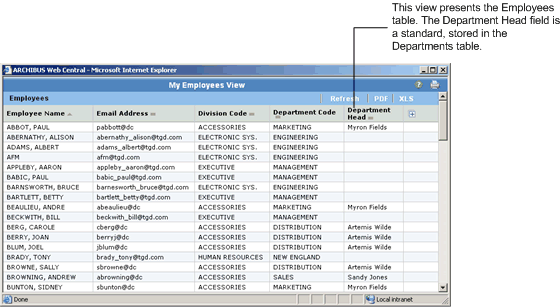 This view presents the Employees
table. The Department Head field is
a standard, stored in the
Departments table.
ARCHIBUS Web Central - Microsoft Internet Explorer
My Employees View
Employees Refresh PDF XLS
Employee Name Email Address Division Code Department Code Department Head
ABBOT, PAUL pabbott@dc ACCESSORIES MARKETING Myron Fields
ABERNATHY, ALISON abernathy_alison@tgd.com ELECTRONIC SYS. ENGINEERING
ADAMS, ALBERT adams_albert@tgd.com ELECTRONIC SYS. ENGINEERING
AFM afm@tgd.com ELECTRONIC SYS. ENGINEERING
APPLEBY, AARON appleby_aaron@tgd.com EXECUTIVE MANAGEMENT
BABIC, PAUL babic_paul@tgd.com EXECUTIVE MANAGEMENT
BARNSWORTH, BRUCE barnesworth_bruce@tgd.com ELECTRONIC SYS. ENGINEERING
BARTLETT, BETTY bartlett_betty@tgd.com EXECUTIVE MANAGEMENT
BEAULIEU, ANDRE abeaulieu@dc ACCESSORIES MARKETING Myron Fields
BECKWITH, BILL beckwith_bill@tgd.com EXECUTIVE MANAGEMENT
BERG, CAROLE cberg@dc ACCESSORIES DISTRIBUTION Artemis Wilde
BERRY, JOAN berryj@dc ACCESSORIES DISTRIBUTION Artemis Wilde
BLUM, JOEL jblum@dc ACCESSORIES DISTRIBUTION Artemis Wilde
BRADY, TONY brady_tony@tgd.com HUMAN RESOURCES NEW ENGLAND
BROWNE, SALLY sbrowne@dc ACCESSORIES DISTRIBUTION Artemis Wilde
BROWNING, ANDREW abrowning@dc ACCESSORIES SALES Sandy Jones
BUNTON, SIDNEY sbunton@dc ACCESSORIES MARKETING Myron Fields
Done Local intranet